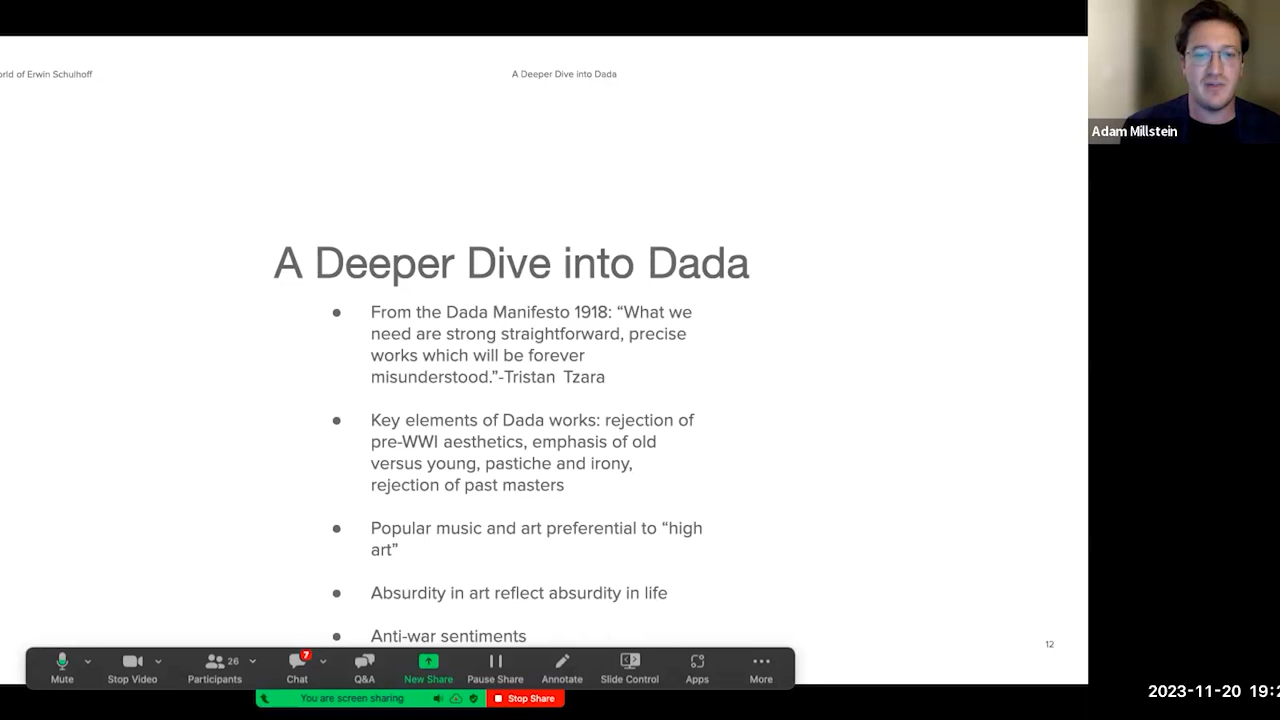 orld of Erwin Schulhoff
A Deeper Dive into Dada
Adam Millstein
A Deeper Dive into Dada
● From the Dada Manifesto 1918: “What we
need are strong straightforward, precise
works which will be forever
misunderstood.”-Tristan Tzara
● Key elements of Dada works: rejection of
pre-WWI aesthetics, emphasis of old
versus young, pastiche and irony,
rejection of past masters
● Popular music and art preferential to “high
art”
● Absurdity in art reflect absurdity in life
● Anti-war sentiments
12
7
26
Mute
Stop Video
Participants
Chat
Q&A
New Share
Pause Share
Annotate
Slide Control
Apps
More
You are screen sharing
Stop Share
2023-11-20 19:2